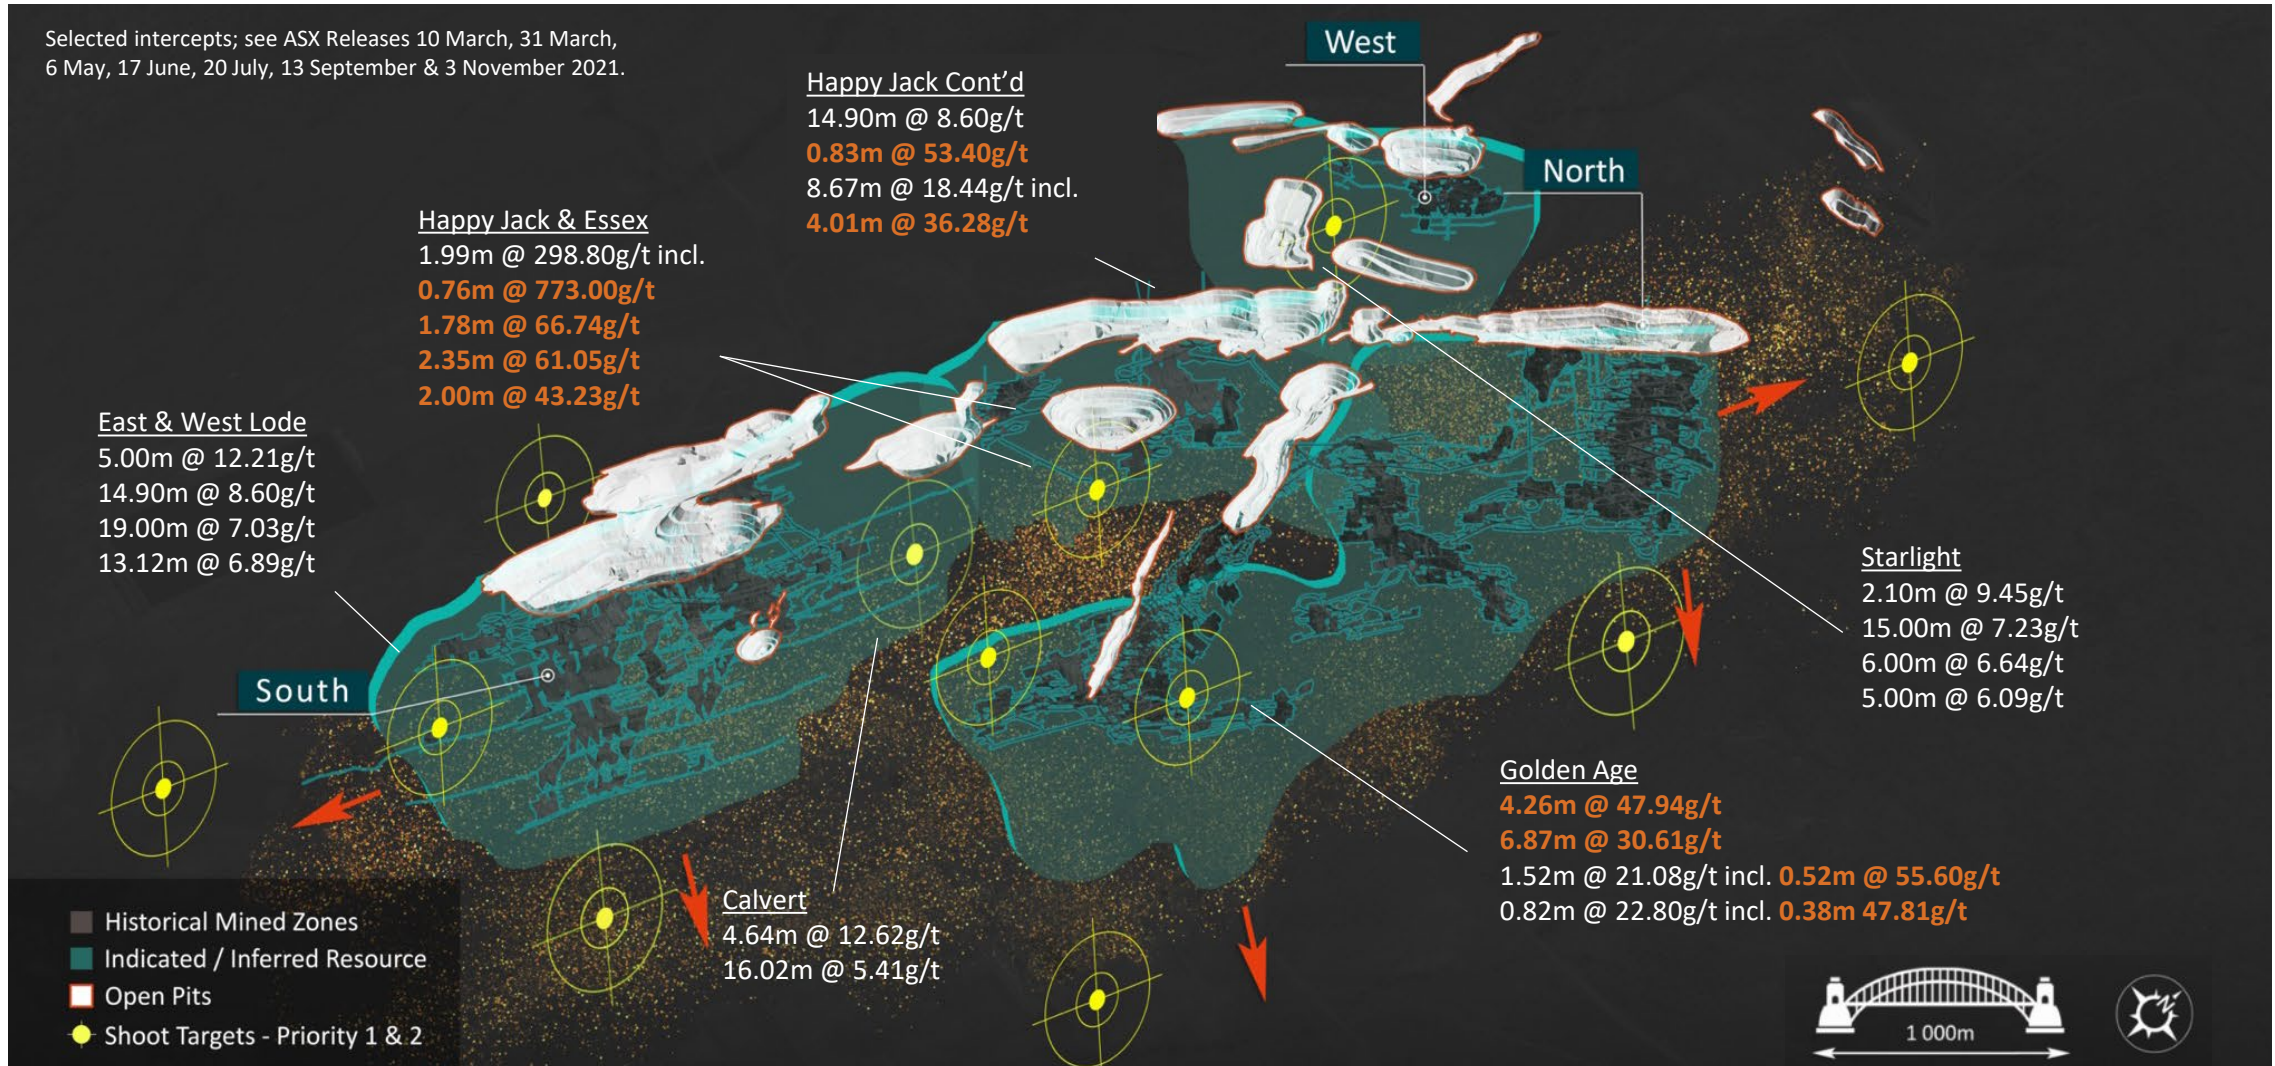 Selected intercepts; see ASX Releases 10 March, 31 March,
6 May, 17 June, 20 July, 13 September & 3 November 2021.
West
North
Happy Jack Cont’d
14.90m @ 8.60g/t
0.83m @ 53.40g/t
8.67m @ 18.44g/t incl.
4.01m @ 36.28g/t
Happy Jack & Essex
1.99m @ 298.80g/t incl.
0.76m @ 773.00g/t
1.78m @ 66.74g/t
2.35m @ 61.05g/t
2.00m @ 43.23g/t
East & West Lode
5.00m @ 12.21g/t
14.90m @ 8.60g/t
19.00m @ 7.03g/t
13.12m @ 6.89g/t
South
Starlight
2.10m @ 9.45g/t
15.00m @ 7.23g/t
6.00m @ 6.64g/t
5.00m @ 6.09g/t
Golden Age
4.26m @ 47.94g/t
6.87m @ 30.61g/t
1.52m @ 21.08g/t incl. 0.52m @ 55.60g/t
0.82m @ 22.80g/t incl. 0.38m 47.81g/t
Calvert
4.64m @ 12.62g/t
16.02m @ 5.41g/t
Historical Mined Zones
Indicated / Inferred Resource
Open Pits
Shoot Targets - Priority 1 & 2
1 000m
N